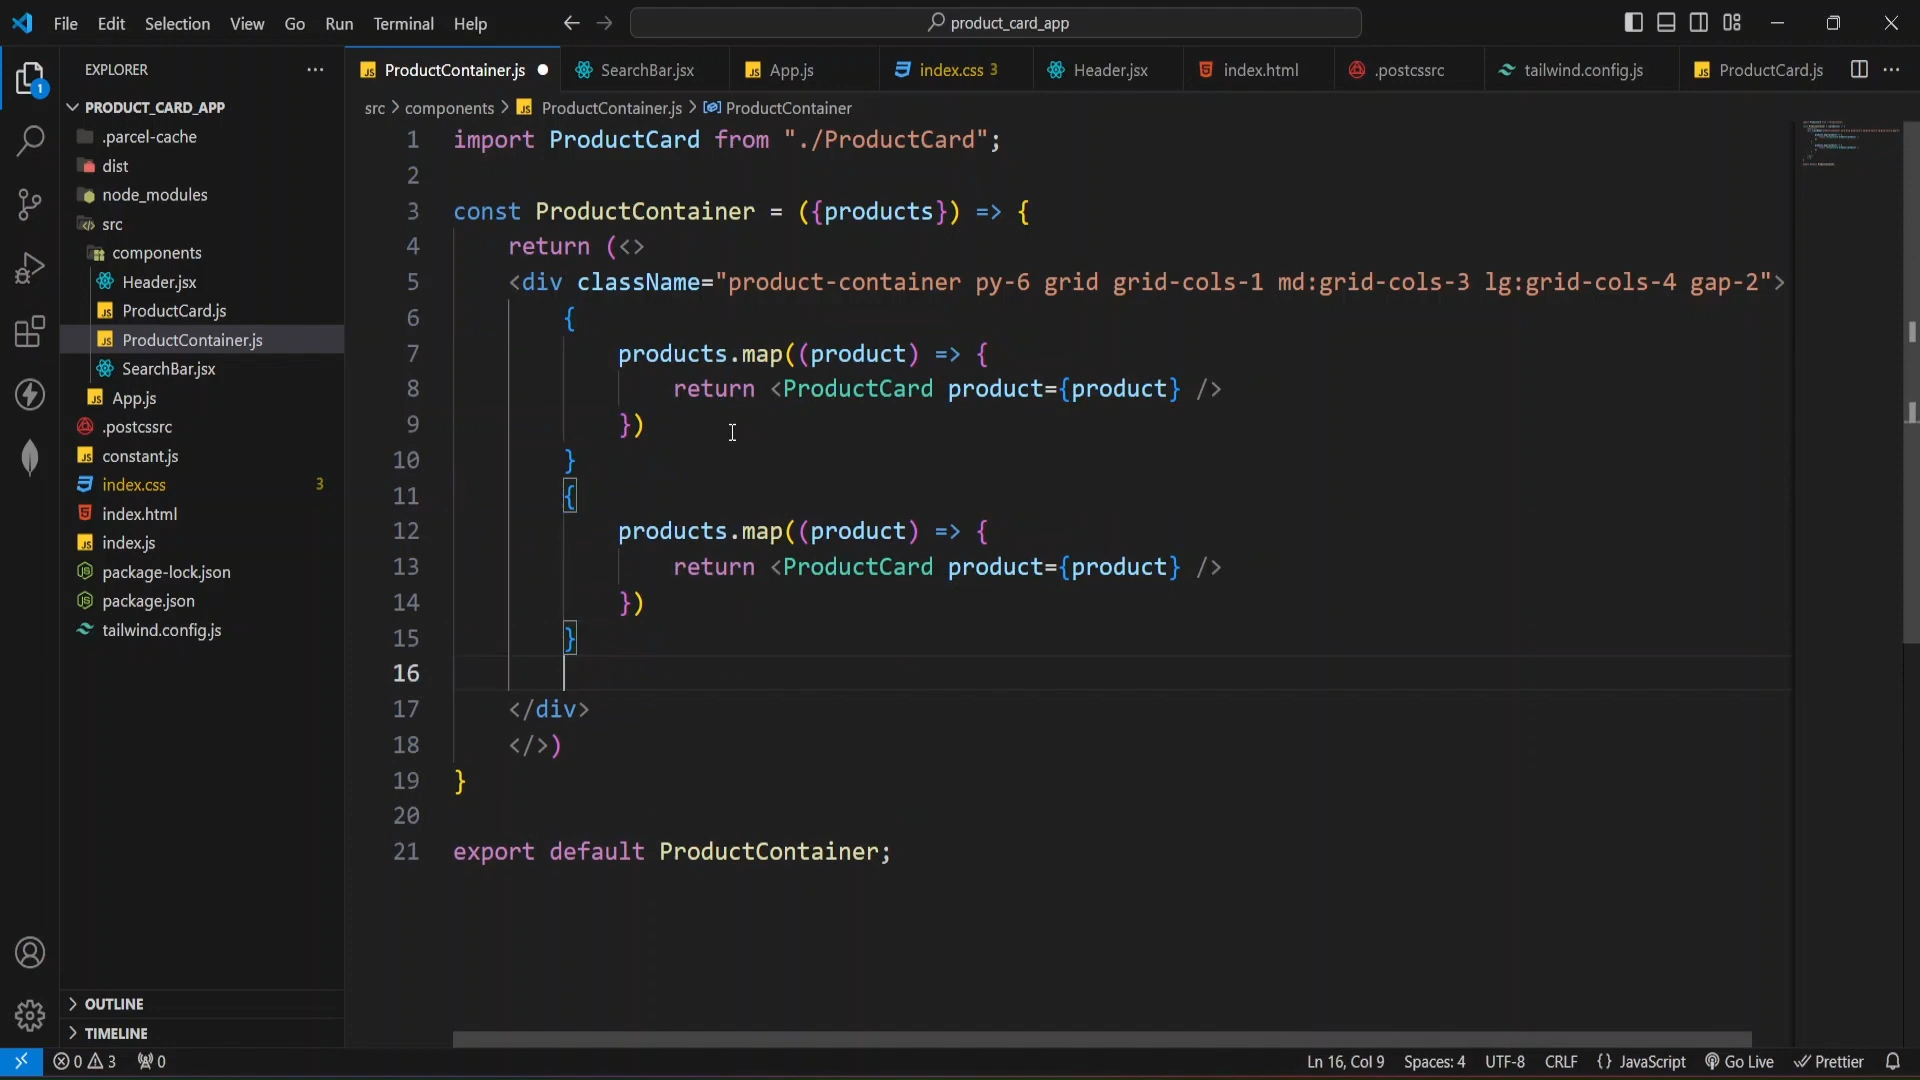 File Edit Selection View Go Run Terminal Help
product_card_app
EXPLORER
ProductContainer.js SearchBar.jsx App.js index.css 3 Header.jsx index.html .postcssrc tailwind.config.js ProductCard.js
src > components > ProductContainer.js > ProductContainer
1
PRODUCT_CARD_APP
.parcel-cache
dist
node_modules
src
components
Header.jsx
ProductCard.js
ProductContainer.js
SearchBar.jsx
App.js
.postcssrc
constant.js
index.css 3
index.html
index.js
package-lock.json
package.json
tailwind.config.js
OUTLINE
TIMELINE
1 import ProductCard from "./ProductCard";
2
3 const ProductContainer = ({products}) => {
4 return (<>
5 <div className="product-container py-6 grid grid-cols-1 md:grid-cols-3 lg:grid-cols-4 gap-2">
6 {
7 products.map((product) => {
8 return <ProductCard product={product} />
9 })
10 }
11 {
12 products.map((product) => {
13 return <ProductCard product={product} />
14 })
15 }
16
17 </div>
18 </>)
19 }
20
21 export default ProductContainer;
0 3 0 Ln 16, Col 9 Spaces: 4 UTF-8 CRLF {} JavaScript Go Live Prettier